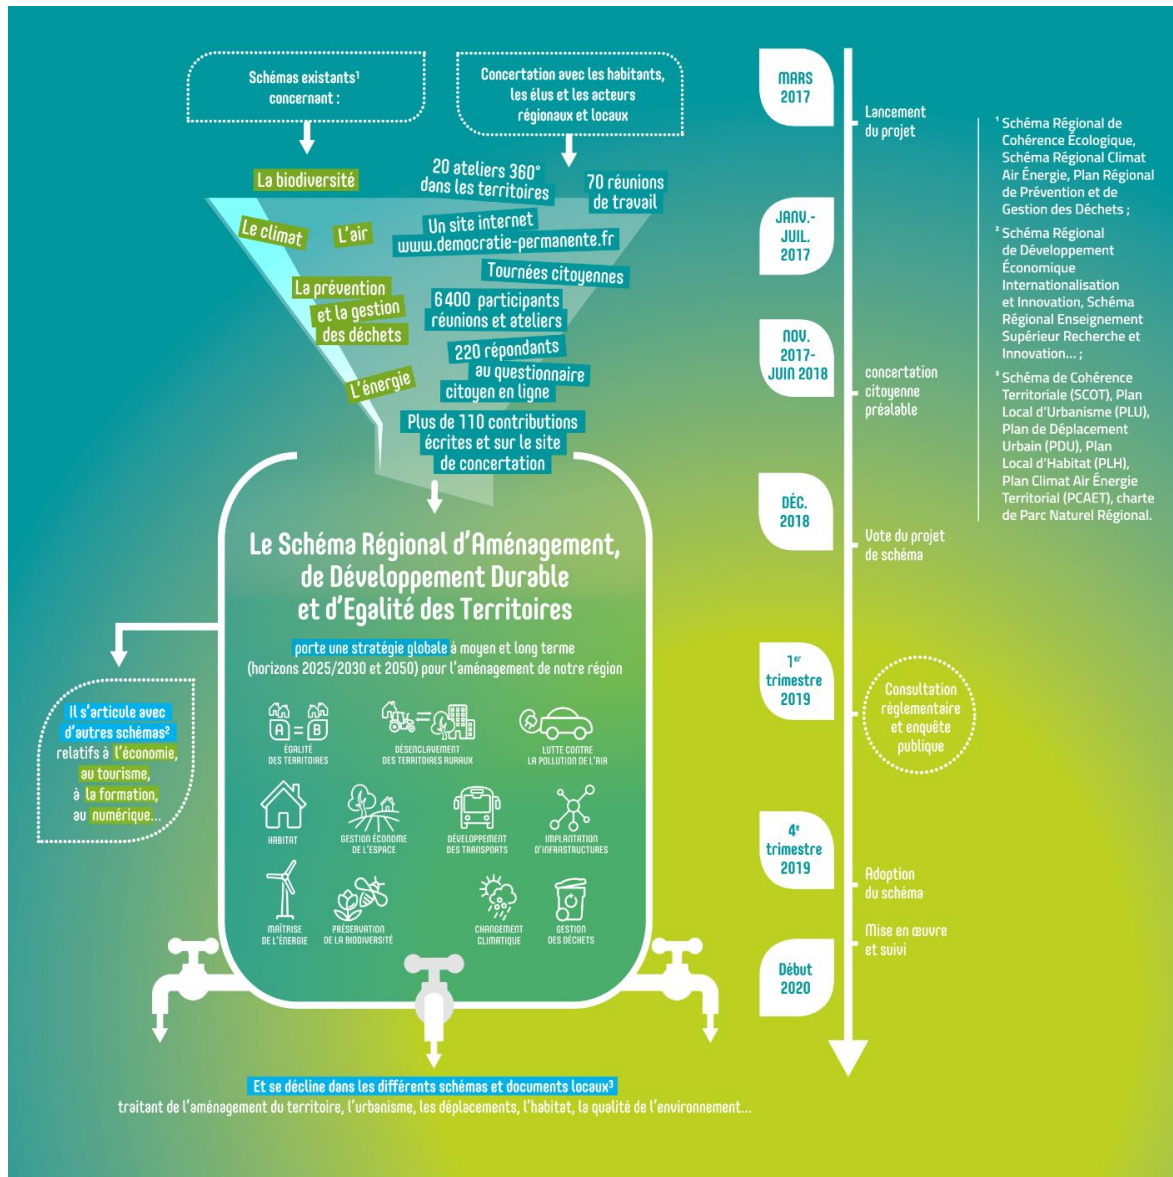 Schémas existants¹
concernant :
Concertation avec les habitants,
les élus et les acteurs
régionaux et locaux
La biodiversité
Le climat
L'air
La prévention
et la gestion
des déchets
L'énergie
20 ateliers 360°
dans les territoires
70 réunions
de travail
Un site internet
www.democratie-permanente.fr
Tournées citoyennes
6400 participants
réunions et ateliers
220 répondants
au questionnaire
citoyen en ligne
Plus de 110 contributions
écrites et sur le site
de concertation
Le Schéma Régional d'Aménagement,
de Développement Durable
et d'Egalité des Territoires
porte une stratégie globale à moyen et long terme
(horizons 2025/2030 et 2050) pour l'aménagement de notre région
A = B
ÉGALITÉ
DES TERRITOIRES
=
DÉSENCLAVEMENT
DES TERRITOIRES RURAUX
LUTTE CONTRE
LA POLLUTION DE L'AIR
HABITAT
GESTION ÉCONOME
DE L'ESPACE
DÉVELOPPEMENT
DES TRANSPORTS
IMPLANTATION
D'INFRASTRUCTURES
MAÎTRISE
DE L'ÉNERGIE
PRÉSERVATION
DE LA BIODIVERSITÉ
CHANGEMENT
CLIMATIQUE
GESTION
DES DÉCHETS
Il s'articule avec
d'autres schémas²
relatifs à l'économie,
au tourisme,
à la formation,
au numérique...
Et se décline dans les différents schémas et documents locaux³
traitant de l'aménagement du territoire, l'urbanisme, les déplacements, l'habitat, la qualité de l'environnement...
MARS
2017
Lancement
du projet
JANV.-
JUIL.
2017
NOV.
2017-
JUIN 2018
concertation
citoyenne
préalable
DÉC.
2018
Vote du projet
de schéma
1er
trimestre
2019
Consultation
règlementaire
et enquête
publique
4e
trimestre
2019
Adoption
du schéma
Mise en œuvre
et suivi
Début
2020
¹ Schéma Régional de
Cohérence Écologique,
Schéma Régional Climat
Air Énergie, Plan Régional
de Prévention et de
Gestion des Déchets ;
² Schéma Régional
de Développement
Économique
Internationalisation
et Innovation, Schéma
Régional Enseignement
Supérieur Recherche et
Innovation... ;
³ Schéma de Cohérence
Territoriale (SCOT), Plan
Local d'Urbanisme (PLU),
Plan de Déplacement
Urbain (PDU), Plan
Local d'Habitat (PLH),
Plan Climat Air Énergie
Territorial (PCAET), charte
de Parc Naturel Régional.